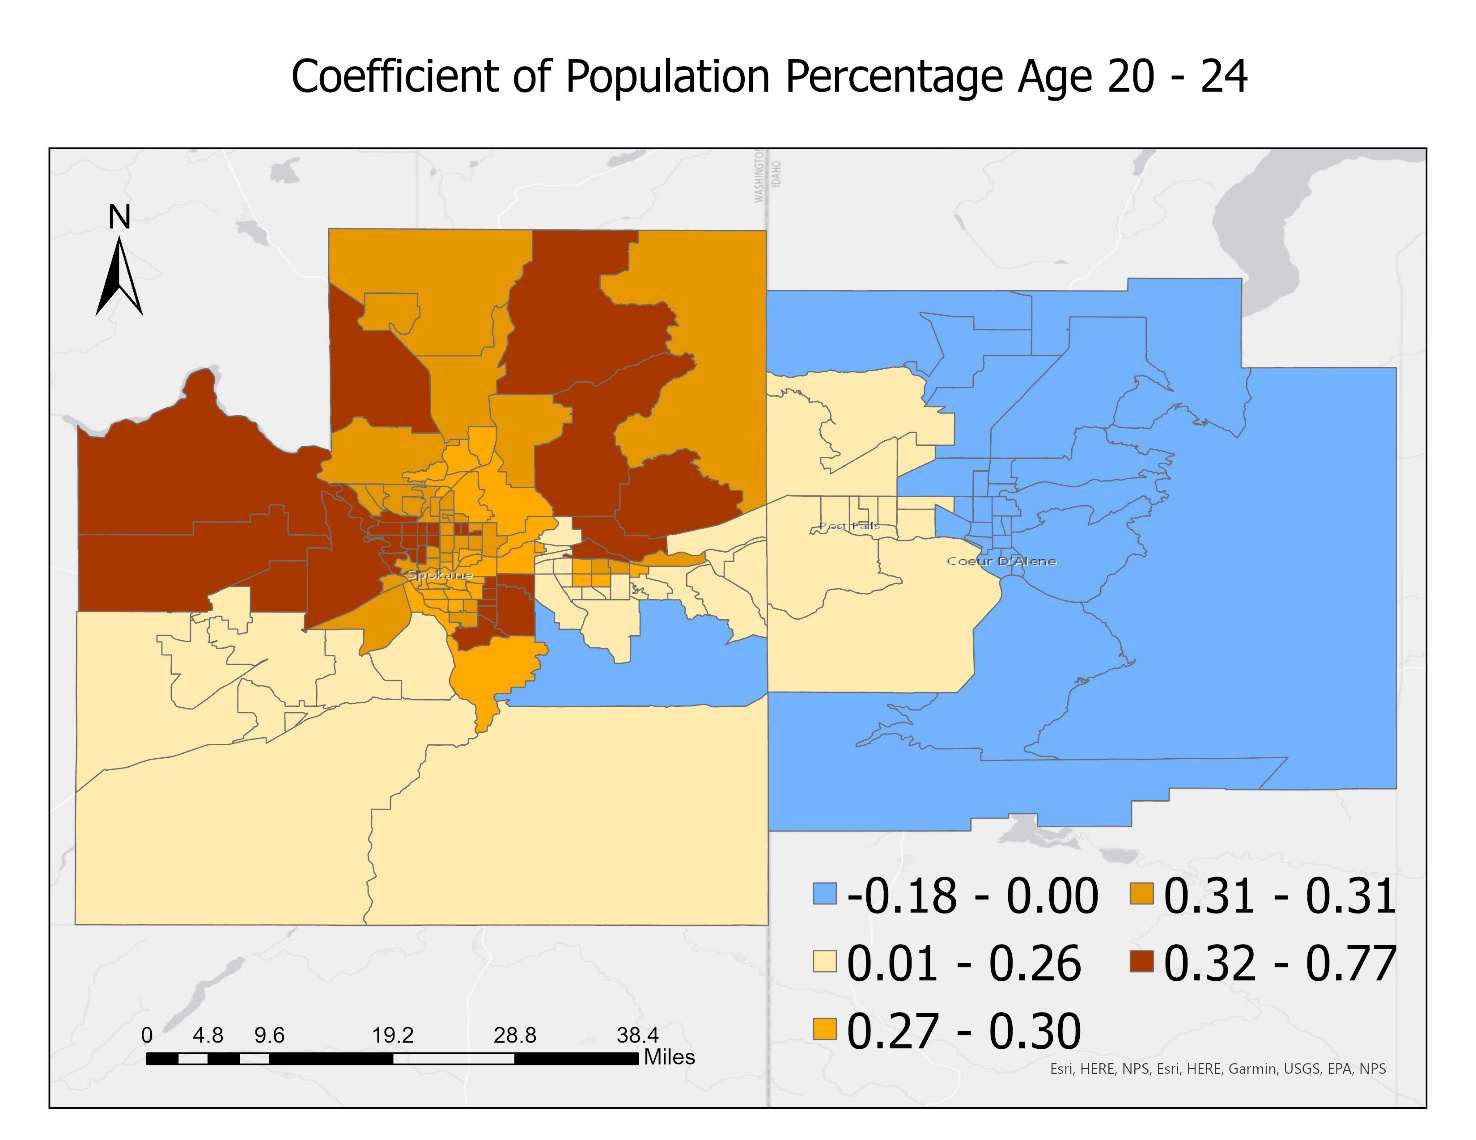 Coefficient of Population Percentage Age 20 - 24
WASHINGTON
IDAHO
N
Post Falls
Coeur D'Alene
Spokane
-0.18 - 0.00
0.31 - 0.31
0.01 - 0.26
0.32 - 0.77
0.27 - 0.30
0 4.8 9.6 19.2 28.8 38.4
Miles
Esri, HERE, NPS, Esri, HERE, Garmin, USGS, EPA, NPS